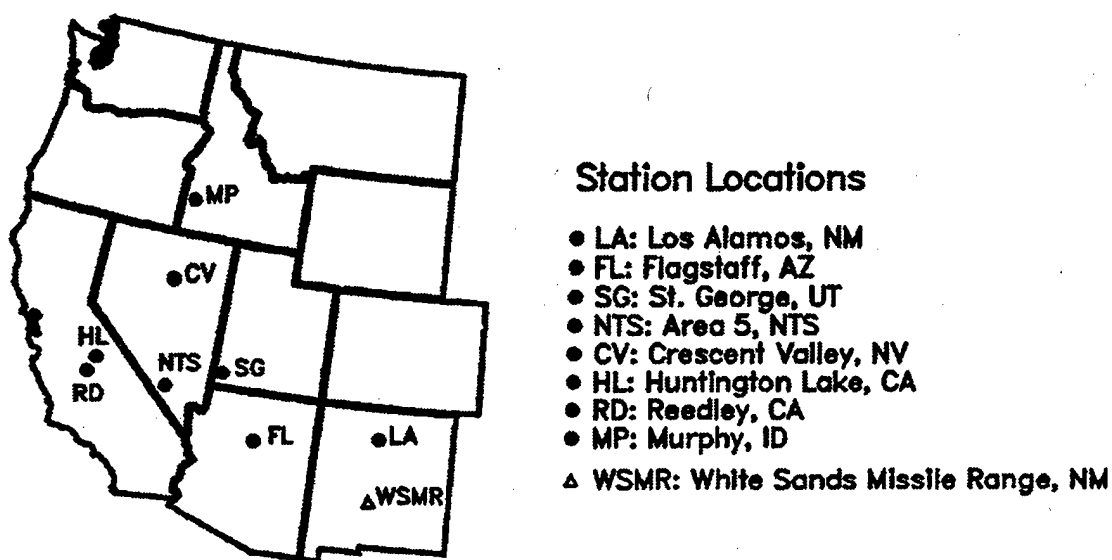 MP
CV
HL
NTS
SG
RD
FL
LA
WSMR
Station Locations
LA: Los Alamos, NM
FL: Flagstaff, AZ
SG: St. George, UT
NTS: Area 5, NTS
CV: Crescent Valley, NV
HL: Huntington Lake, CA
RD: Reedley, CA
MP: Murphy, ID
WSMR: White Sands Missile Range, NM